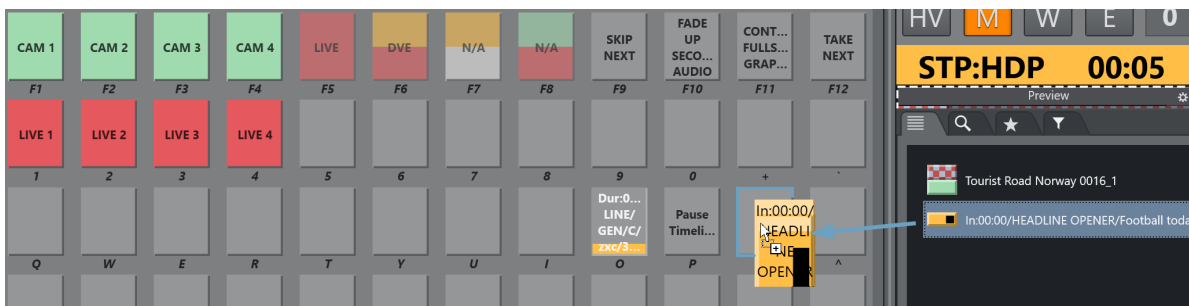 HV M W E 0
CAM 1 CAM 2 CAM 3 CAM 4 LIVE DVE N/A N/A
SKIP
NEXT
FADE
UP
SECO...
AUDIO
CONT...
FULLS...
GRAP...
TAKE
NEXT
F1 F2 F3 F4 F5 F6 F7 F8 F9 F10 F11 F12
STP:HDP 00:05
Preview
LIVE 1 LIVE 2 LIVE 3 LIVE 4
1 2 3 4 5 6 7 8 9 0 + `
Tourist Road Norway 0016_1
In:00:00/HEADLINE OPENER/Football toda
Dur:0...
LINE/
GEN/C/
zxc/3...
Pause
Timeli...
In:00:00/
HEADLI
NE
OPENER
Q W E R T Y U I O P ^